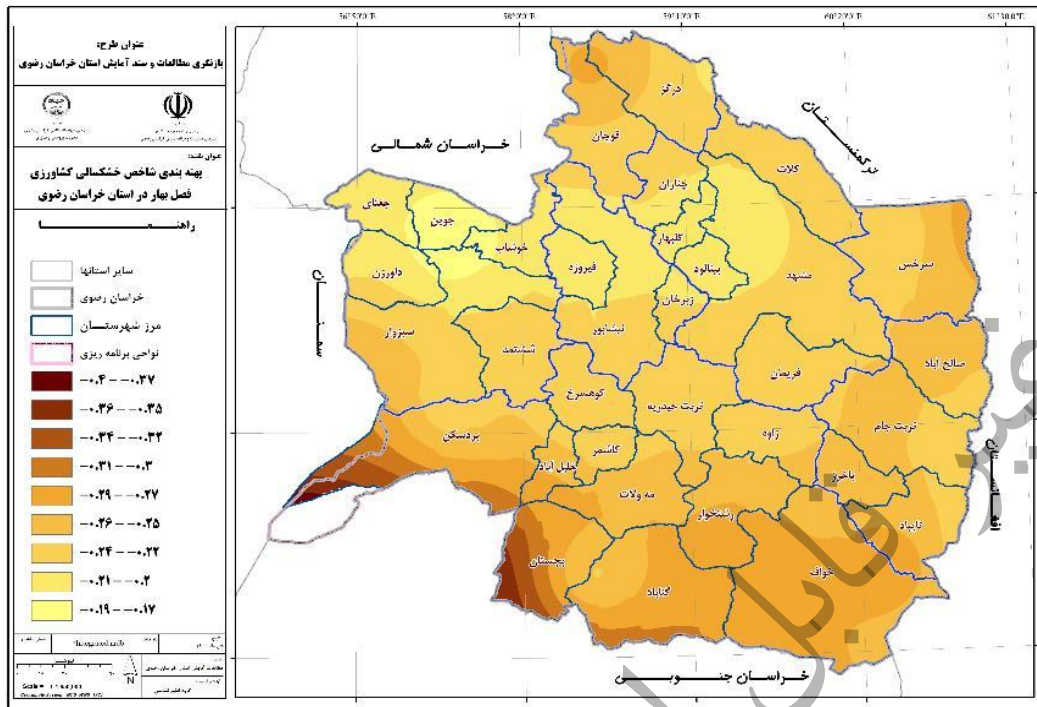 عنوان طرح:
بازنگری مطالعات و سند آمایش استان خراسان رضوی
عنوان نقشه:
پهنه بندی شاخص خشکسالی کشاورزی
فصل بهار در استان خراسان رضوی
راهنمــا
سایر استانها
خراسان رضوی
مرز شهرستــان
نواحی برنامه ریزی
-۰.۴ - -۰.۳۷
-۰.۳۶ - -۰.۳۵
-۰.۳۴ - -۰.۳۲
-۰.۳۱ - -۰.۳
-۰.۲۹ - -۰.۲۷
-۰.۲۶ - -۰.۲۵
-۰.۲۴ - -۰.۲۲
-۰.۲۱ - -۰.۲
-۰.۱۹ - -۰.۱۷
N
خراسان شمالی
ترکمنستان
سمنان
افغانستان
خراسان جنوبی
درگز
قوچان
کلات
چناران
جغتای
جوین
خوشاب
گلبهار
بینالود
فیروزه
داورزن
مشهد
سرخس
زبرخان
نیشابور
سبزوار
ششتمد
صالح آباد
فریمان
کوهسرخ
تربت حیدریه
تربت جام
زاوه
بردسکن
کاشمر
خلیل آباد
باخرز
مه ولات
رشتخوار
تایباد
بجستان
خواف
گناباد
غیر قابل